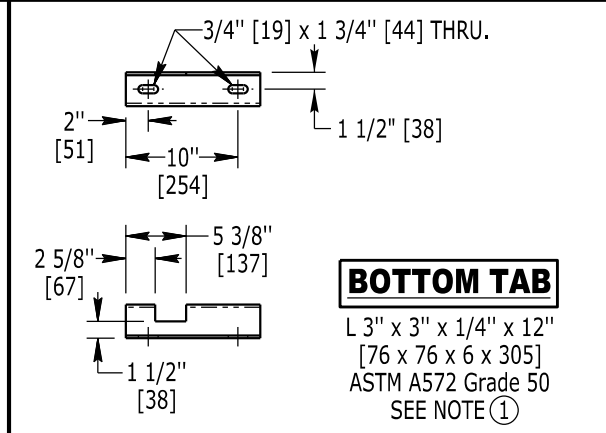 3/4" [19] x 1 3/4" [44] THRU.
2"
[51]
1 1/2" [38]
10"
[254]
5 3/8"
[137]
2 5/8"
[67]
1 1/2"
[38]
BOTTOM TAB
L 3" x 3" x 1/4" x 12"
[76 x 76 x 6 x 305]
ASTM A572 Grade 50
SEE NOTE 1